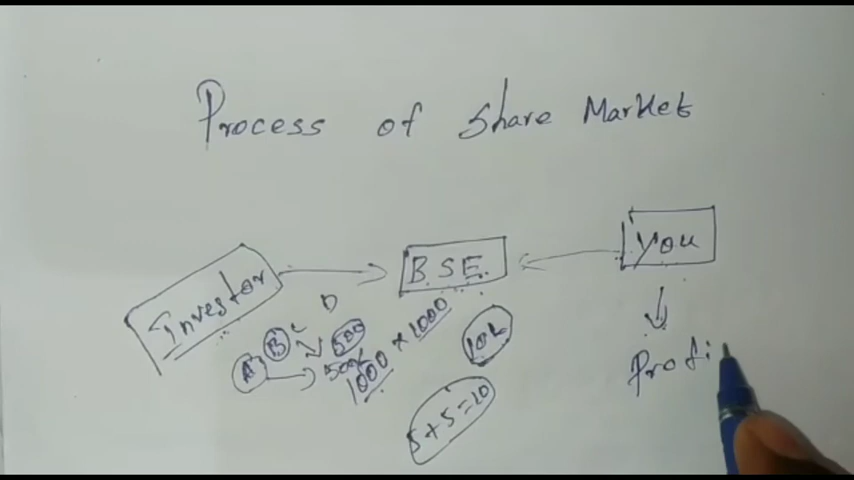 Process of Share Market
Investor
B.S.E.
You
D
A B C 500
500
1000 × 1000
10L
5+5=10
Profi